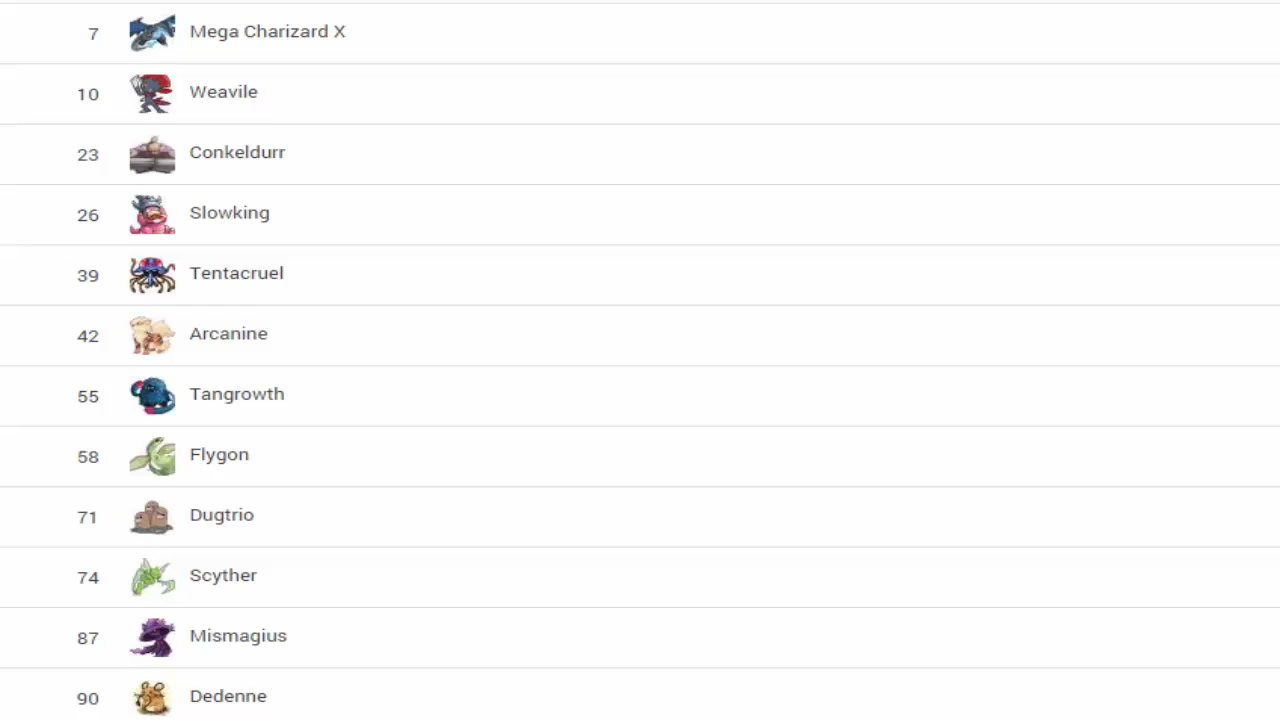 7 Mega Charizard X
10 Weavile
23 Conkeldurr
26 Slowking
39 Tentacruel
42 Arcanine
55 Tangrowth
58 Flygon
71 Dugtrio
74 Scyther
87 Mismagius
90 Dedenne